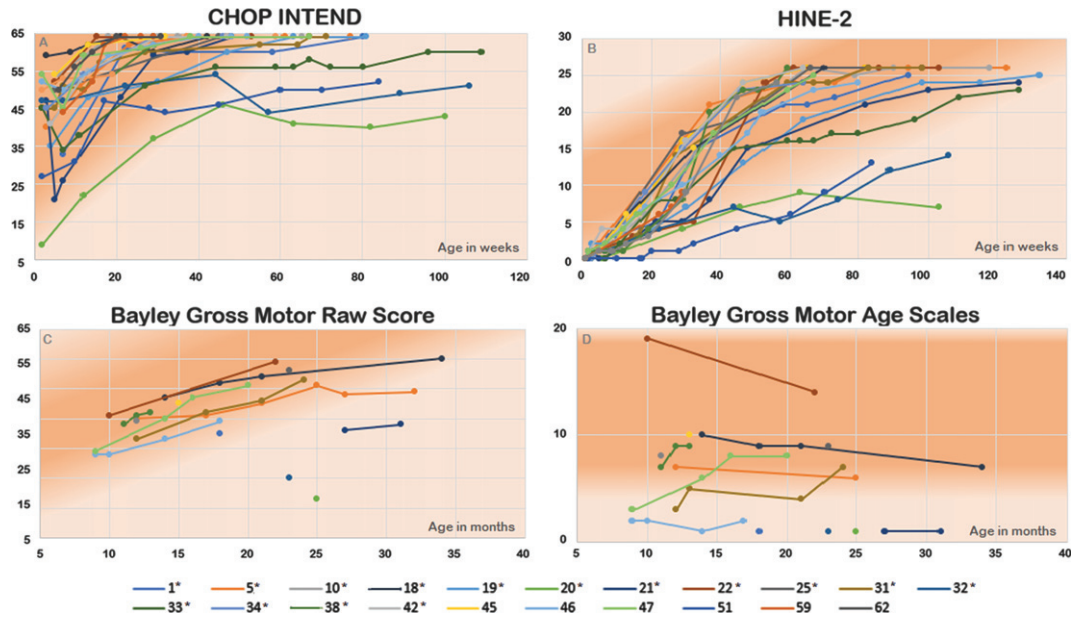 CHOP INTEND
65
55
45
35
25
15
5
A
Age in weeks
0 20 40 60 80 100 120
HINE-2
30
25
20
15
10
5
0
B
Age in weeks
0 20 40 60 80 100 120 140
Bayley Gross Motor Raw Score
65
55
45
35
25
15
5
C
Age in months
5 10 15 20 25 30 35 40
Bayley Gross Motor Age Scales
20
10
0
D
Age in months
5 10 15 20 25 30 35 40
1* 5* 10* 18* 19* 20* 21* 22* 25* 31* 32*
33* 34* 38* 42* 45 46 47 51 59 62